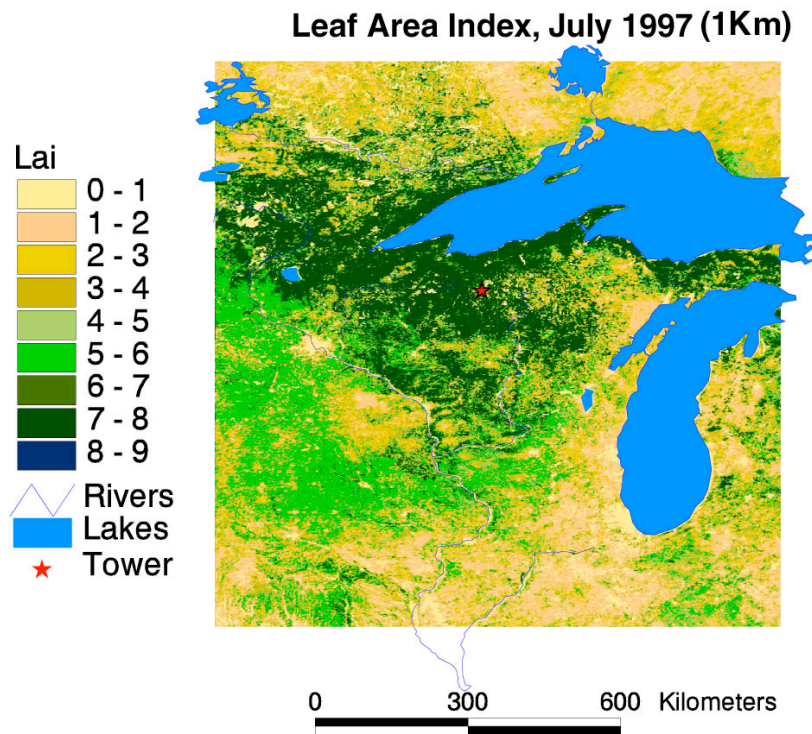 Leaf Area Index, July 1997 (1Km)
Lai
0 - 1
1 - 2
2 - 3
3 - 4
4 - 5
5 - 6
6 - 7
7 - 8
8 - 9
Rivers
Lakes
Tower
0 300 600 Kilometers